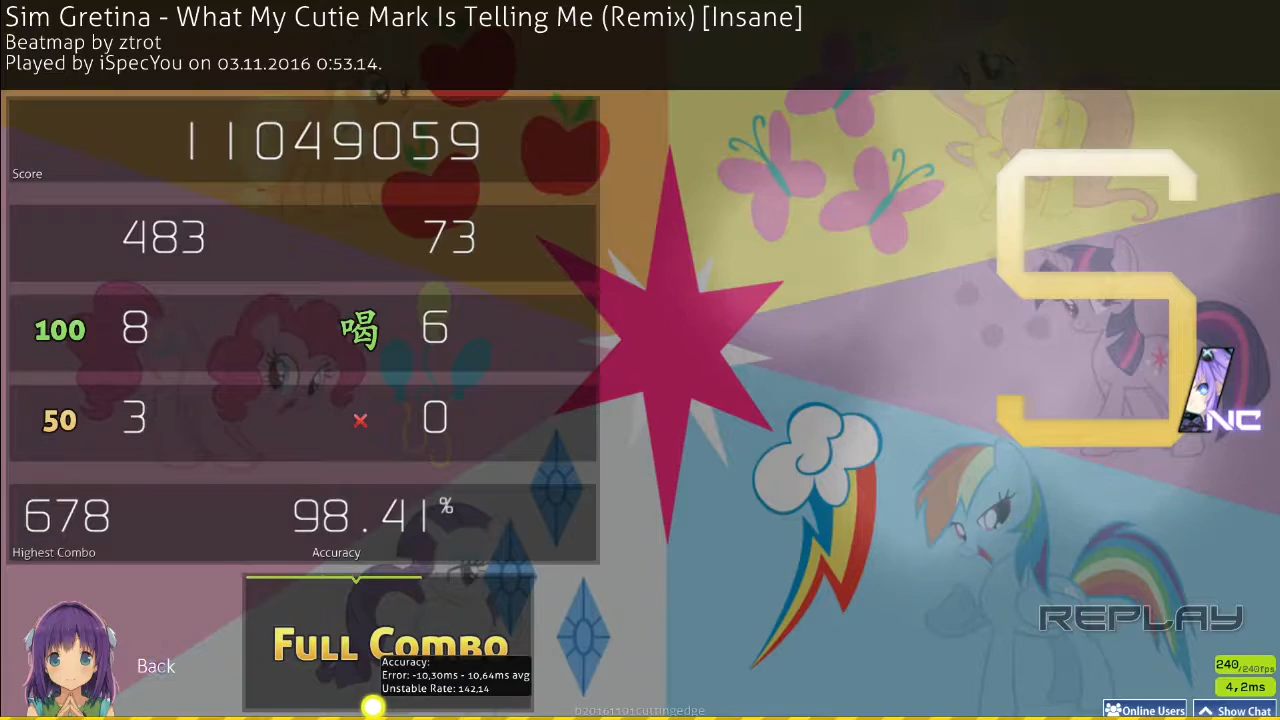 Sim Gretina - What My Cutie Mark Is Telling Me (Remix) [Insane]
Beatmap by ztrot
Played by iSpecYou on 03.11.2016 0:53.14.
11049059
Score
483 73
100 8 喝 6
50 3 × 0
678 98.41%
Highest Combo Accuracy
S
NC
FULL COMBO
Accuracy:
Error: -10,30ms - 10,64ms avg
Unstable Rate: 142,14
REPLAY
Back
240/240fps
4,2ms
b20161101cuttingedge
Online Users Show Chat